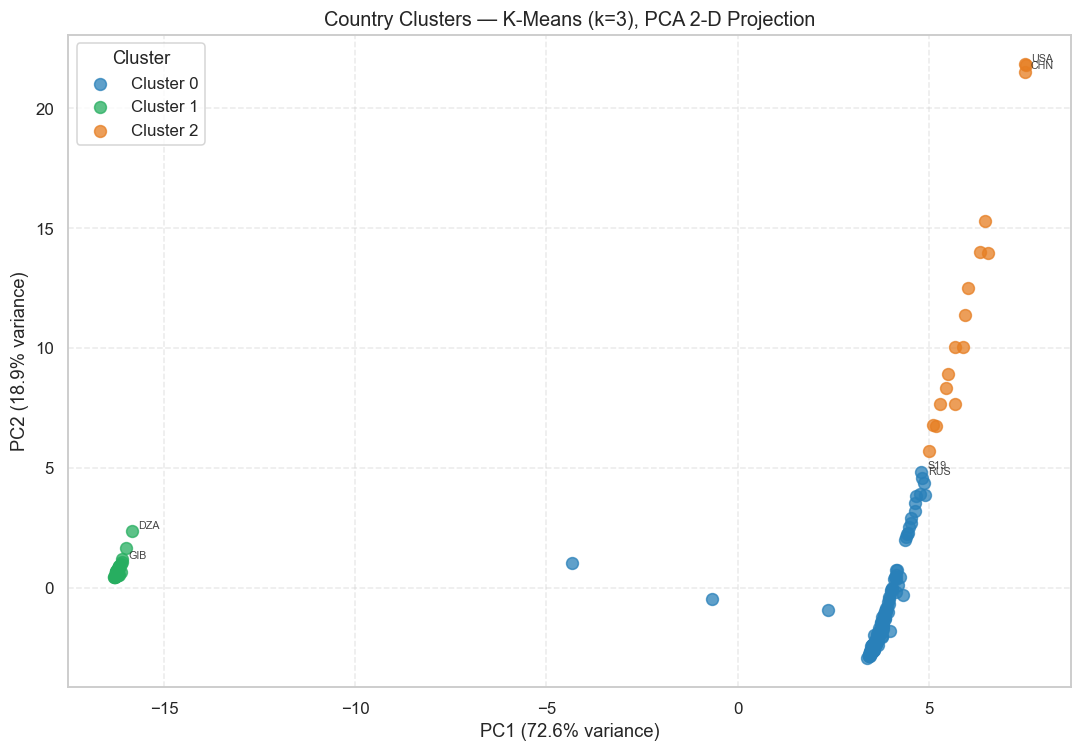 Country Clusters — K-Means (k=3), PCA 2-D Projection
Cluster
Cluster 0
Cluster 1
Cluster 2
USA
CHN
S19
RUS
DZA
GIB
20
15
10
5
0
−15
−10
−5
0
5
PC2 (18.9% variance)
PC1 (72.6% variance)